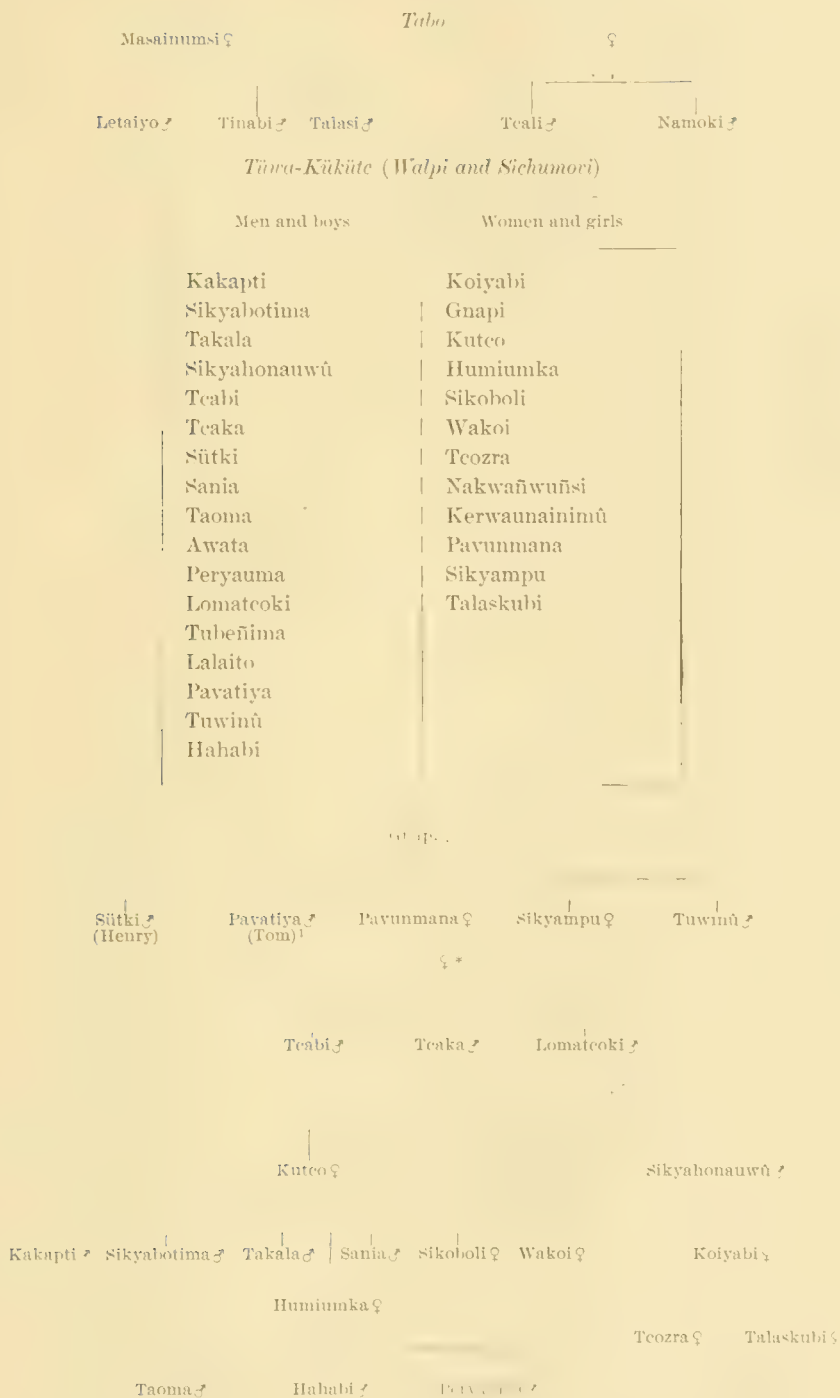 Tabo
Masainumsi ♀ ♀
Letaiyo ♂ Tinabi ♂ Talasi ♂ Tcali ♂ Namoki ♂
Tüwa-Kükütc (Walpi and Sichumovi)
Men and boys Women and girls
Kakapti Koiyabi
Sikyabotima Gnapi
Takala Kutco
Sikyahonauwû Humiumka
Tcabi Sikoboli
Tcaka Wakoi
Sütki Tcozra
Sania Nakwañwuñsi
Taoma Kerwaunainimû
Awata Pavunmana
Peryauma Sikyampu
Lomatcoki Talaskubi
Tubeñima
Lalaito
Pavatiya
Tuwinû
Hahabi
Sütki ♂ Pavatiya ♂ Pavunmana ♀ Sikyampu ♀ Tuwinû ♂
(Henry) (Tom)¹
♀ *
Tcabi ♂ Tcaka ♂ Lomatcoki ♂
Kutco ♀ Sikyahonauwû ♂
Kakapti ♂ Sikyabotima ♂ Takala ♂ Sania ♂ Sikoboli ♀ Wakoi ♀ Koiyabi ♀
Humiumka ♀
Tcozra ♀ Talaskubi ♀
Taoma ♂ Hahabi ♂